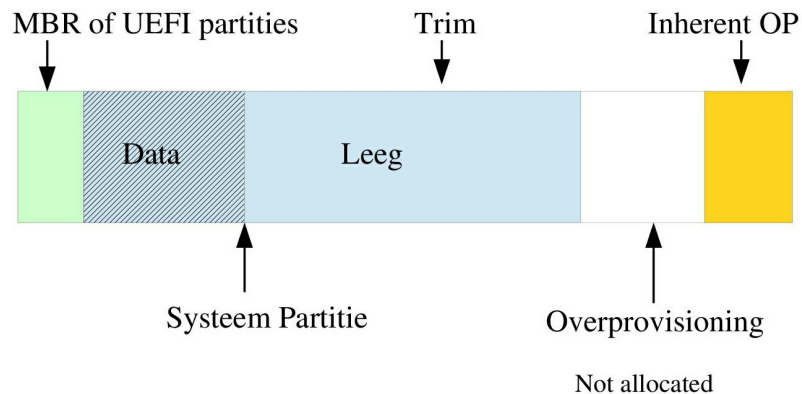 MBR of UEFI partities
Trim
Inherent OP
Data
Leeg
Systeem Partitie
Overprovisioning
Not allocated